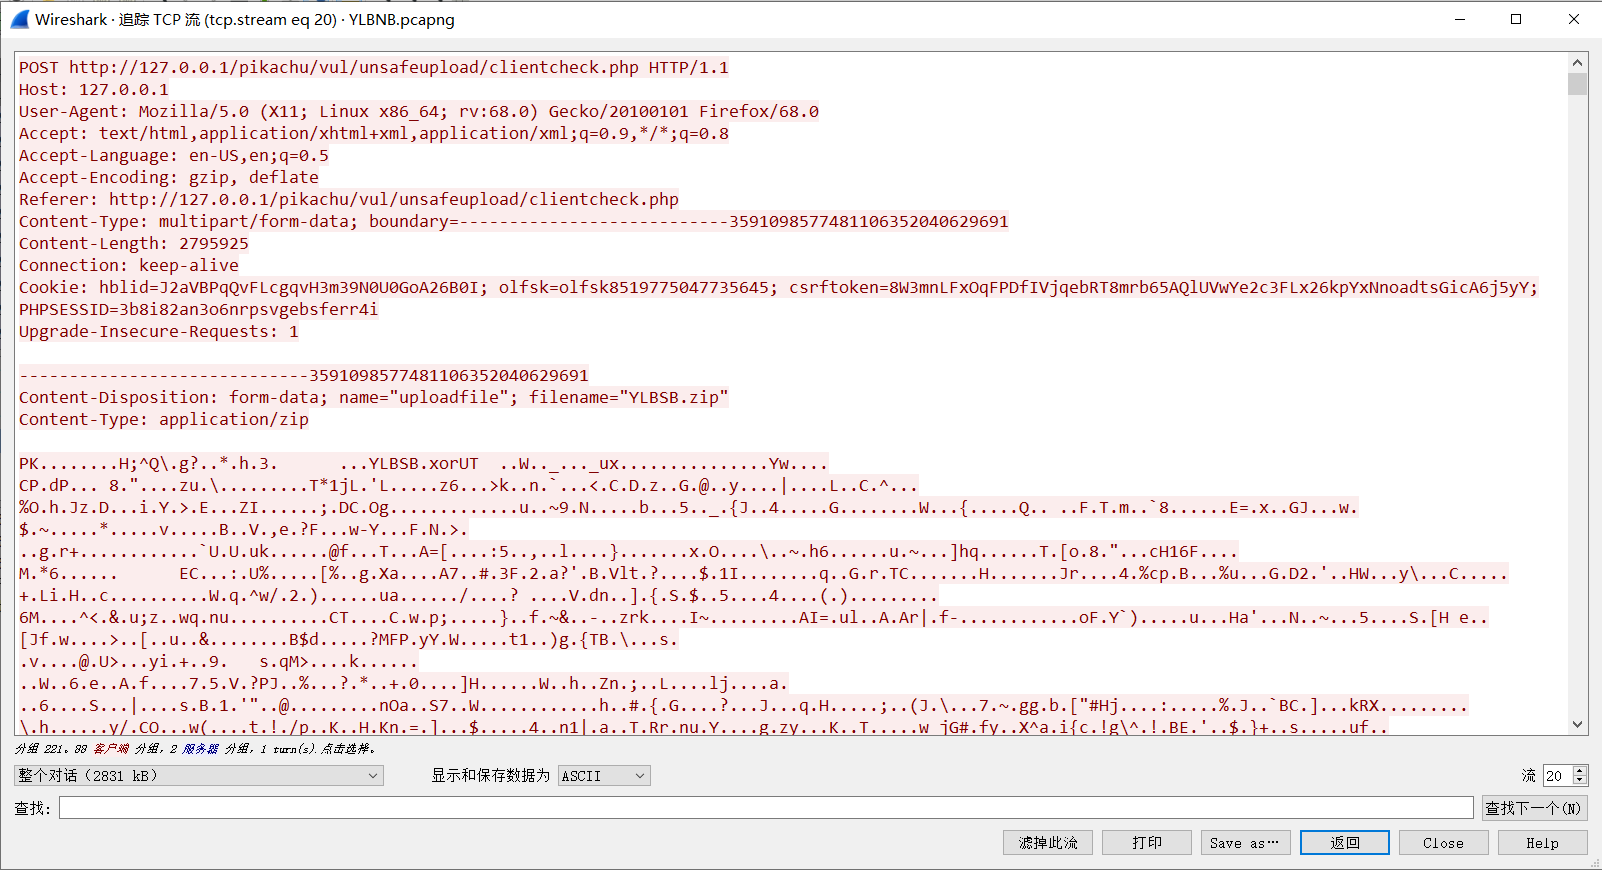 Wireshark · 追踪 TCP 流 (tcp.stream eq 20) · YLBNB.pcapng
POST http://127.0.0.1/pikachu/vul/unsafeupload/clientcheck.php HTTP/1.1
Host: 127.0.0.1
User-Agent: Mozilla/5.0 (X11; Linux x86_64; rv:68.0) Gecko/20100101 Firefox/68.0
Accept: text/html,application/xhtml+xml,application/xml;q=0.9,*/*;q=0.8
Accept-Language: en-US,en;q=0.5
Accept-Encoding: gzip, deflate
Referer: http://127.0.0.1/pikachu/vul/unsafeupload/clientcheck.php
Content-Type: multipart/form-data; boundary=---------------------------3591098577481106352040629691
Content-Length: 2795925
Connection: keep-alive
Cookie: hblid=J2aVBPqQvFLcgqvH3m39N0U0GoA26B0I; olfsk=olfsk8519775047735645; csrftoken=8W3mnLFxOqFPDfIVjqebRT8mrb65AQlUVwYe2c3FLx26kpYxNnoadtsGicA6j5yY;
PHPSESSID=3b8i82an3o6nrpsvgebsferr4i
Upgrade-Insecure-Requests: 1
-----------------------------3591098577481106352040629691
Content-Disposition: form-data; name="uploadfile"; filename="YLBSB.zip"
Content-Type: application/zip
PK........H;^Q\.g?..*.h.3.      ...YLBSB.xorUT  ..W.._..._ux...............Yw....
CP.dP... 8."....zu.\.........T*1jL.'L.....z6...>k..n.`...<.C.D.z..G.@..y....|....L..C.^...
%O.h.Jz.D...i.Y.>.E...ZI......;.DC.Og.............u..~9.N.....b...5.._.{J..4.....G........W...{.....Q.. ..F.T.m..`8......E=.x..GJ...w.
$.~.....*.....v.....B..V.,e.?F...w-Y...F.N.>.
..g.r+............`U.U.uk......@f...T...A=[....:5..,..l....}.......x.O....\..~.h6......u.~...]hq......T.[o.8."...cH16F....
M.*6......      EC...:.U%.....[%..g.Xa....A7..#.3F.2.a?'.B.Vlt.?....$.1I........q..G.r.TC.......H.......Jr....4.%cp.B...%u...G.D2.'..HW...y\...C.....
+.Li.H..c..........W.q.^w/.2.)......ua....../....? ....V.dn..].{.S.$..5....4....(.).........
6M....^<.&.u;z..wq.nu..........CT....C.w.p;.....}..f.~&..-..zrk....I~.........AI=.ul..A.Ar|.f-............oF.Y`).....u...Ha'...N..~...5....S.[H e..
[Jf.w....>..[..u..&........B$d.....?MFP.yY.W.....t1..)g.{TB.\...s.
.v....@.U>...yi.+..9.   s.qM>....k......
..W..6.e..A.f....7.5.V.?PJ..%...?.*..+.0....]H......W..h..Zn.;..L....lj....a.
..6....S...|....s.B.1.'"..@.........nOa..S7..W............h..#.{.G....?...J...q.H.....;..(J.\...7.~.gg.b.["#Hj....:.....%.J..`BC.]...kRX.........
\.h......y/.CO...w(....t.!./p..K..H.Kn.=.]...$.....4..n1|.a..T.Rr.nu.Y....g.zy...K..T.....w jG#.fy..X^a.i{c.!g\^.!.BE.'..$.}+..s.....uf..
分组 221。88 客户端 分组，2 服务器 分组，1 turn(s). 点击选择。
整个对话（2831 kB） 显示和保存数据为 ASCII 流 20
查找: 查找下一个(N)
滤掉此流 打印 Save as… 返回 Close Help